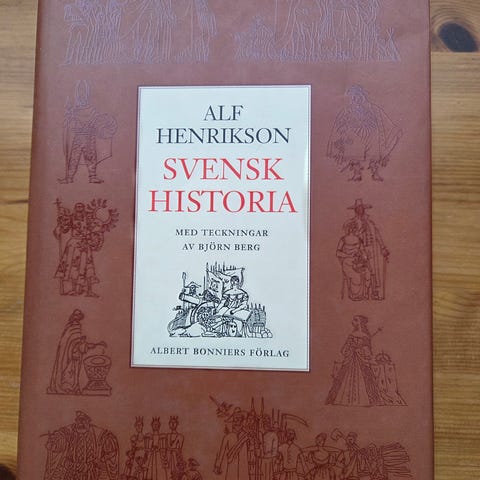 ALF
HENRIKSON
SVENSK
HISTORIA
MED TECKNINGAR
AV BJÖRN BERG
ALBERT BONNIERS FÖRLAG